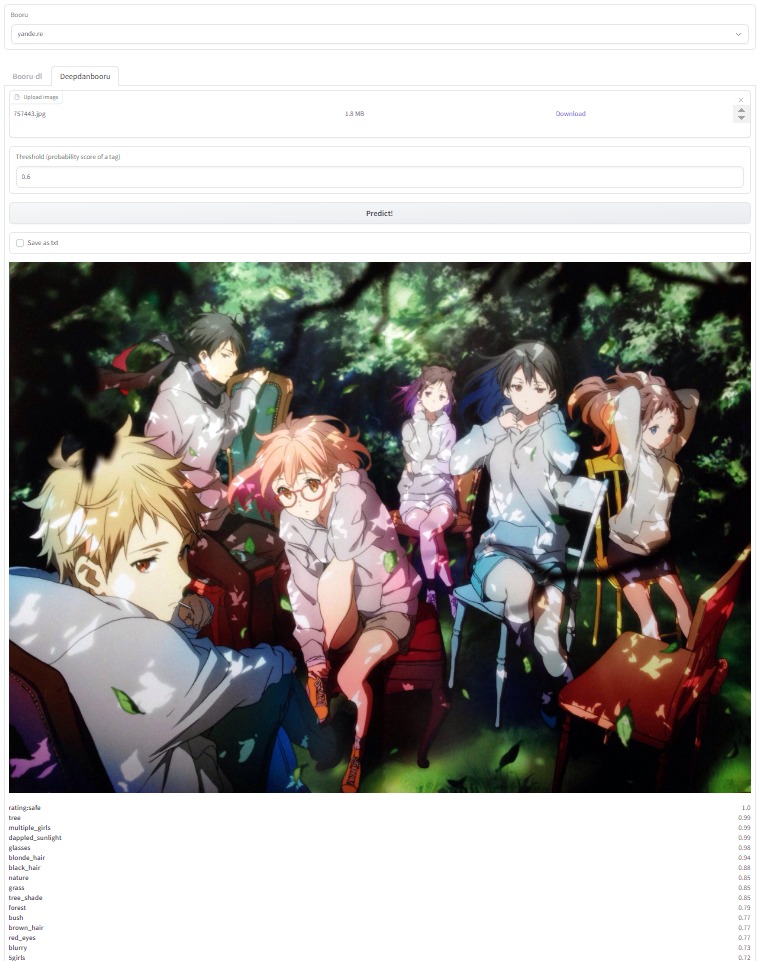 Booru
yande.re
Booru-dl
Deepdanbooru
Upload image
757443.jpg 1.8 MB Download
Threshold (probability score of a tag)
0.6
Predict!
Save as txt
rating:safe 1.0
tree 0.99
multiple_girls 0.99
dappled_sunlight 0.99
glasses 0.98
blonde_hair 0.94
black_hair 0.88
nature 0.85
grass 0.85
tree_shade 0.85
forest 0.79
bush 0.77
brown_hair 0.77
red_eyes 0.77
blurry 0.73
5girls 0.72